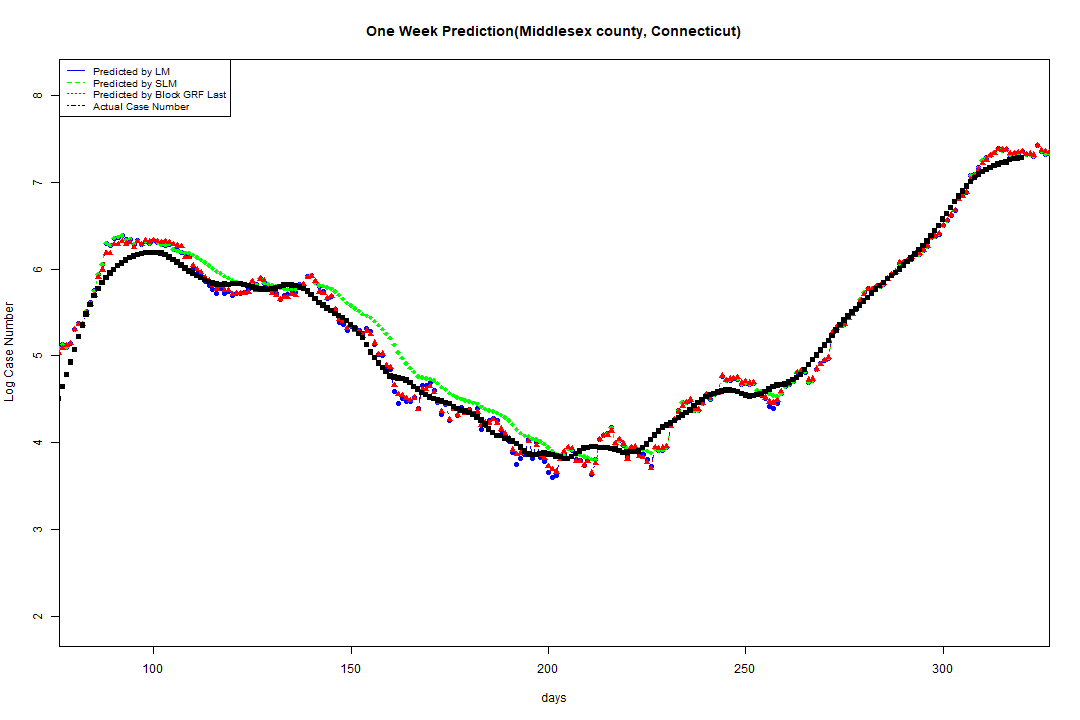 One Week Prediction(Middlesex county, Connecticut)
Predicted by LM
Predicted by SLM
Predicted by Block GRF Last
Actual Case Number
Log Case Number
8
7
6
5
4
3
2
100 150 200 250 300
days